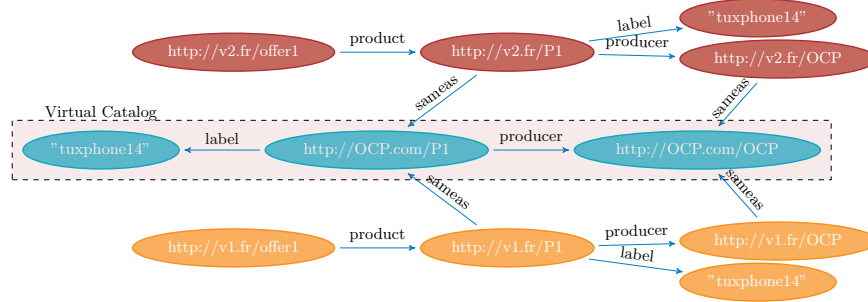 label
"tuxphone14"
http://v2.fr/offer1
product
http://v2.fr/P1
producer
http://v2.fr/OCP
sameas
sameas
Virtual Catalog
"tuxphone14"
label
http://OCP.com/P1
producer
http://OCP.com/OCP
sameas
sameas
http://v1.fr/offer1
product
http://v1.fr/P1
producer
http://v1.fr/OCP
label
"tuxphone14"